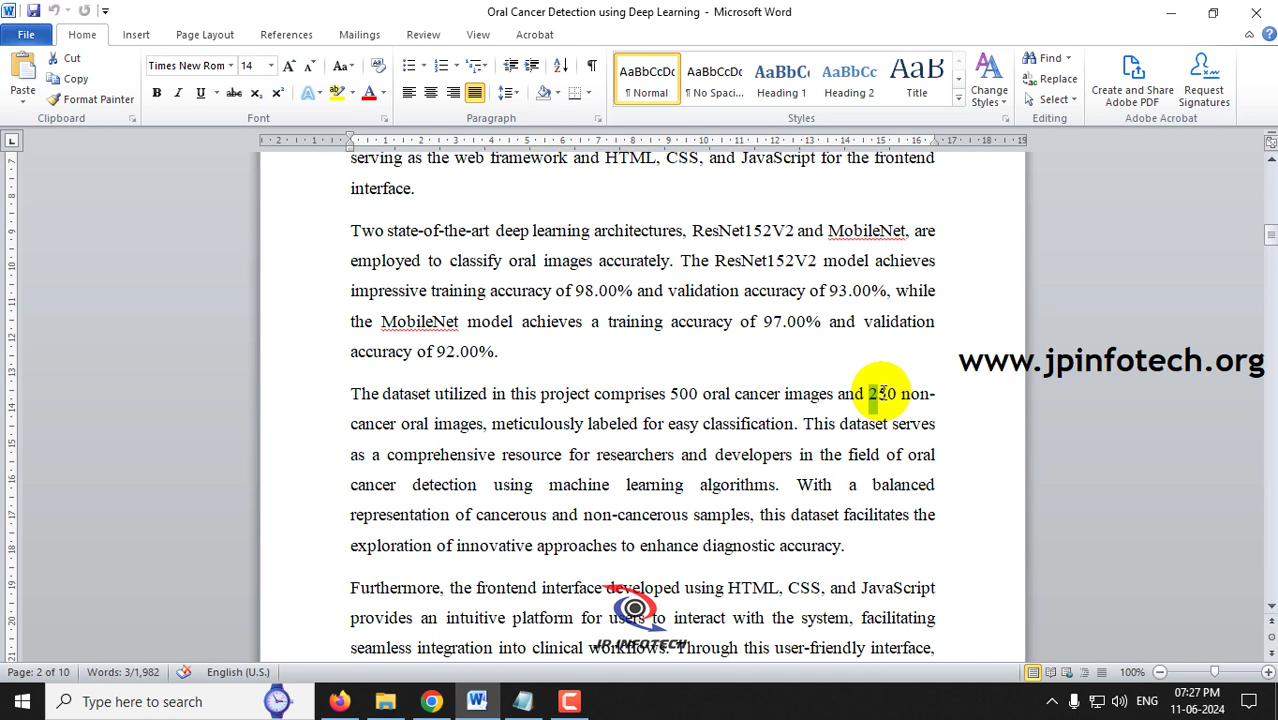 Oral Cancer Detection using Deep Learning - Microsoft Word
File Home Insert Page Layout References Mailings Review View Acrobat
Paste Cut Copy Format Painter
Clipboard
Times New Rom 14
Font
Paragraph
AaBbCcDc ¶ Normal
AaBbCcDc ¶ No Spaci...
AaBbCc Heading 1
AaBbCc Heading 2
AaB Title
Change Styles
Styles
Find
Replace
Select
Editing
Create and Share Adobe PDF
Request Signatures
Adobe Acrobat
serving as the web framework and HTML, CSS, and JavaScript for the frontend
interface.
Two state-of-the-art deep learning architectures, ResNet152V2 and MobileNet, are
employed to classify oral images accurately. The ResNet152V2 model achieves
impressive training accuracy of 98.00% and validation accuracy of 93.00%, while
the MobileNet model achieves a training accuracy of 97.00% and validation
accuracy of 92.00%.
www.jpinfotech.org
The dataset utilized in this project comprises 500 oral cancer images and 250 non-
cancer oral images, meticulously labeled for easy classification. This dataset serves
as a comprehensive resource for researchers and developers in the field of oral
cancer detection using machine learning algorithms. With a balanced
representation of cancerous and non-cancerous samples, this dataset facilitates the
exploration of innovative approaches to enhance diagnostic accuracy.
Furthermore, the frontend interface developed using HTML, CSS, and JavaScript
provides an intuitive platform for users to interact with the system, facilitating
JP INFOTECH
seamless integration into clinical workflows. Through this user-friendly interface,
Page: 2 of 10 Words: 3/1,982 English (U.S.) 100%
Type here to search
ENG
07:27 PM
11-06-2024